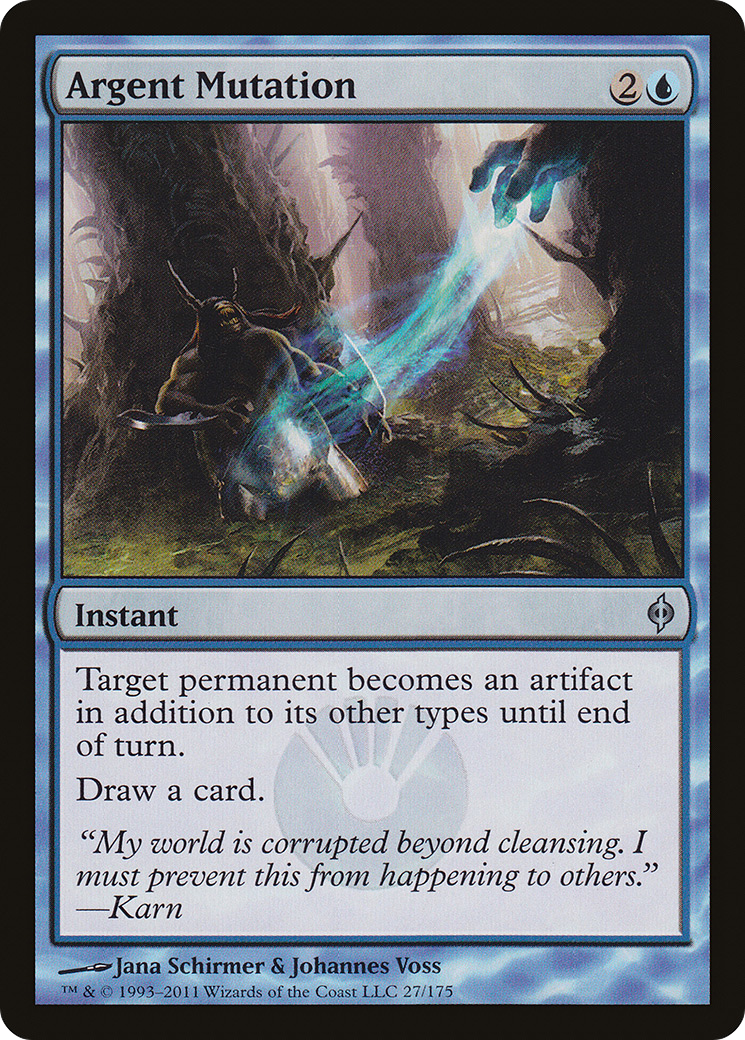 Argent Mutation 2
Instant
Target permanent becomes an artifact
in addition to its other types until end
of turn.
Draw a card.
“My world is corrupted beyond cleansing. I
must prevent this from happening to others.”
—Karn
Jana Schirmer & Johannes Voss
™ & © 1993–2011 Wizards of the Coast LLC 27/175